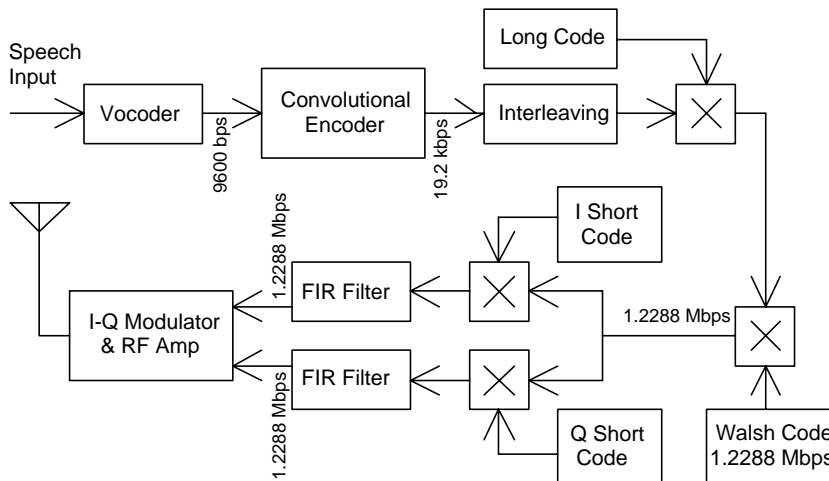 Long Code
Speech
Input
Vocoder
9600 bps
Convolutional
Encoder
19.2 kbps
Interleaving
I Short
Code
1.2288 Mbps
FIR Filter
I-Q Modulator
& RF Amp
1.2288 Mbps
FIR Filter
1.2288 Mbps
Q Short
Code
Walsh Code
1.2288 Mbps